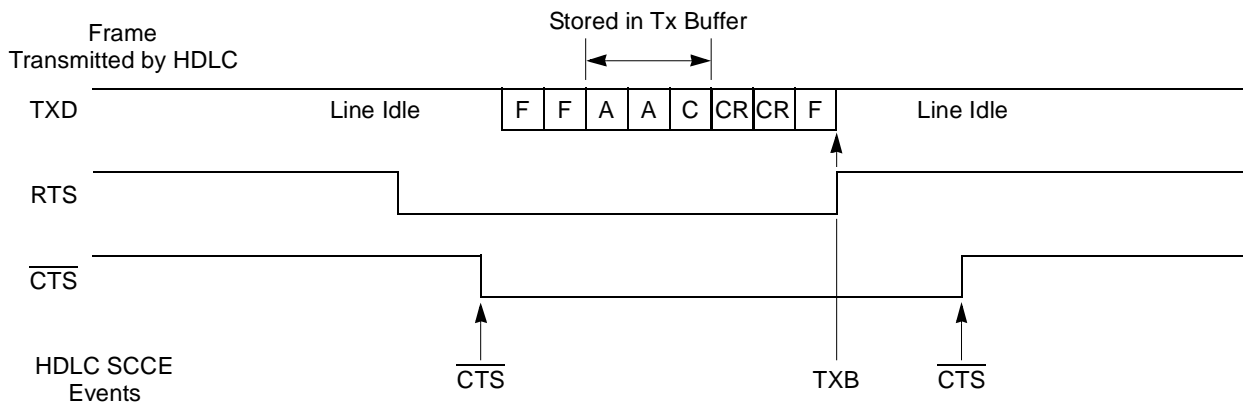 Stored in Tx Buffer
Frame
Transmitted by HDLC
TXD Line Idle F F A A C CR CR F Line Idle
RTS
CTS
HDLC SCCE
Events
CTS TXB CTS